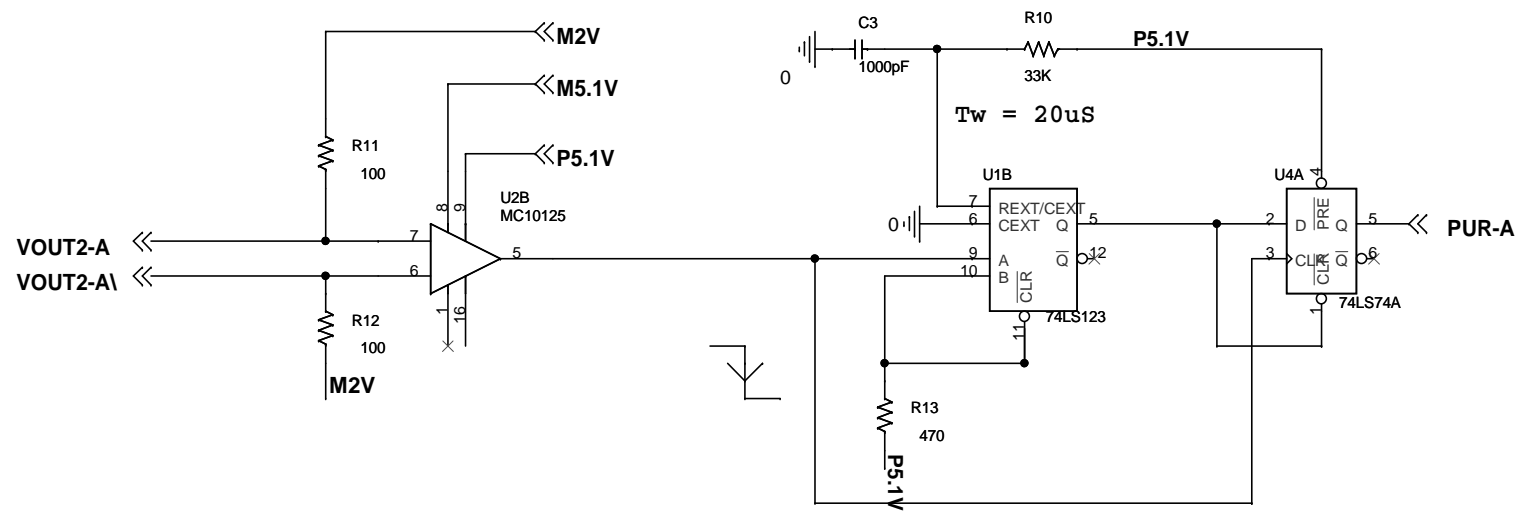 M2V
M5.1V
P5.1V
R11
100
U2B
MC10125
8
9
VOUT2-A
7
VOUT2-A\
6
5
1
16
R12
100
M2V
C3
1000pF
0
R10
33K
P5.1V
Tw = 20uS
U1B
7
REXT/CEXT
0
6
CEXT
Q
5
9
A
Q
12
10
B
CLR
74LS123
11
R13
470
P5.1V
U4A
4
2
D
PRE
Q
5
PUR-A
3
CLK
CLR
Q
6
74LS74A
1